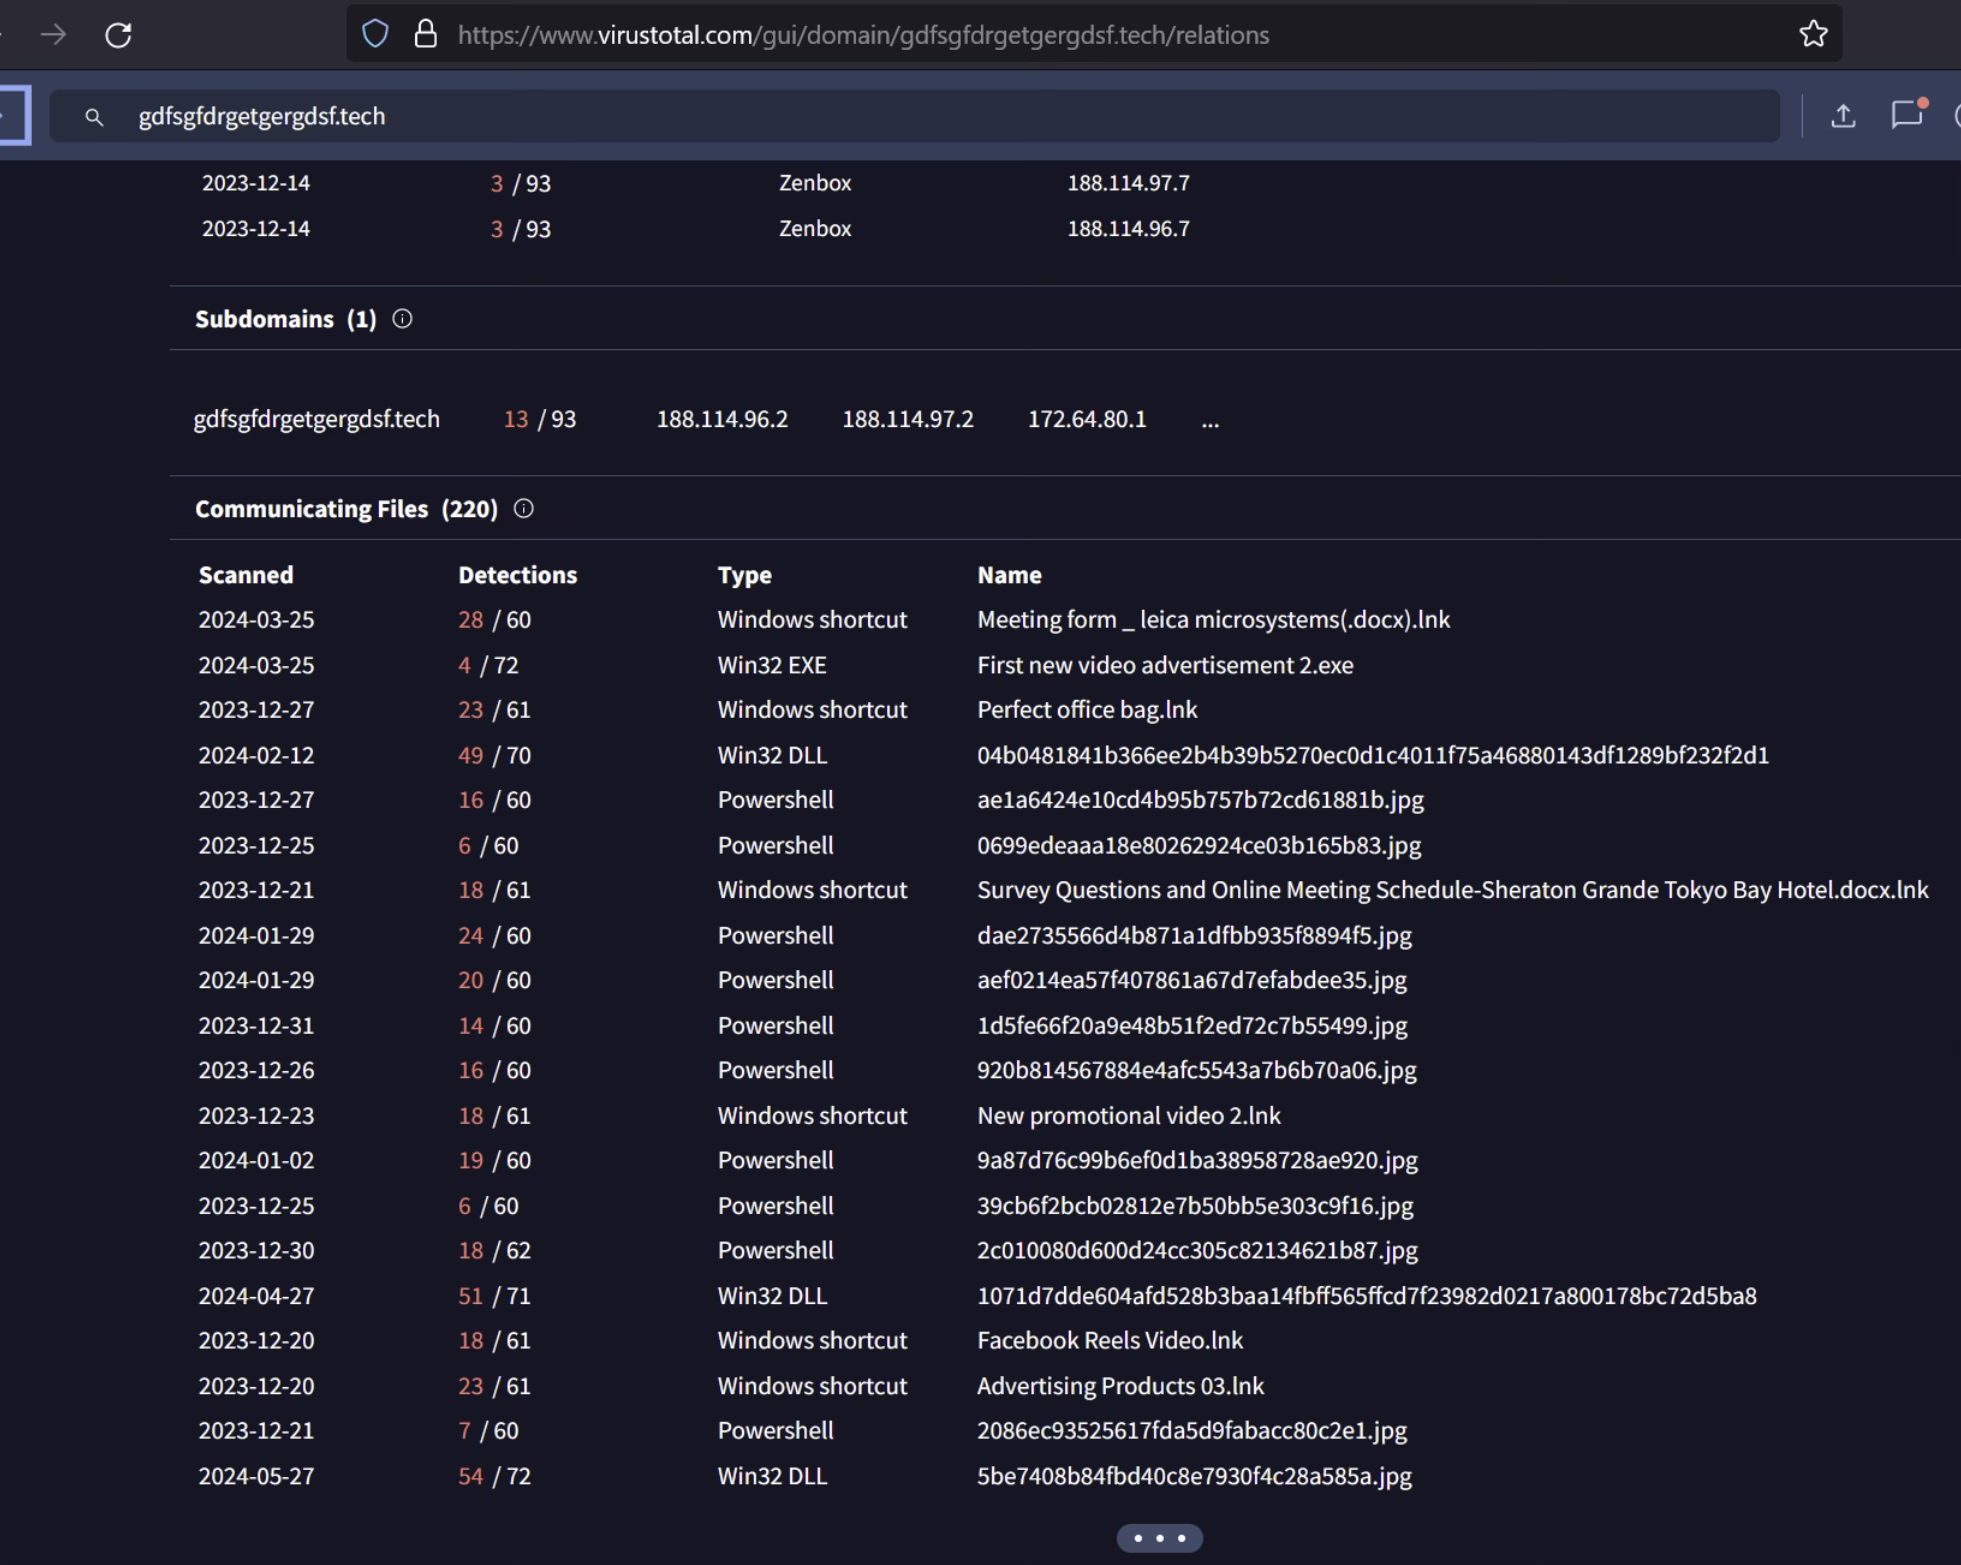 https://www.virustotal.com/gui/domain/gdfsgfdrgetgergdsf.tech/relations
gdfsgfdrgetgergdsf.tech
2023-12-14 3 / 93 Zenbox 188.114.97.7
2023-12-14 3 / 93 Zenbox 188.114.96.7
Subdomains (1)
gdfsgfdrgetgergdsf.tech 13 / 93 188.114.96.2 188.114.97.2 172.64.80.1 ...
Communicating Files (220)
Scanned Detections Type Name
2024-03-25 28 / 60 Windows shortcut Meeting form _ leica microsystems(.docx).lnk
2024-03-25 4 / 72 Win32 EXE First new video advertisement 2.exe
2023-12-27 23 / 61 Windows shortcut Perfect office bag.lnk
2024-02-12 49 / 70 Win32 DLL 04b0481841b366ee2b4b39b5270ec0d1c4011f75a46880143df1289bf232f2d1
2023-12-27 16 / 60 Powershell ae1a6424e10cd4b95b757b72cd61881b.jpg
2023-12-25 6 / 60 Powershell 0699edeaaa18e80262924ce03b165b83.jpg
2023-12-21 18 / 61 Windows shortcut Survey Questions and Online Meeting Schedule-Sheraton Grande Tokyo Bay Hotel.docx.lnk
2024-01-29 24 / 60 Powershell dae2735566d4b871a1dfbb935f8894f5.jpg
2024-01-29 20 / 60 Powershell aef0214ea57f407861a67d7efabdee35.jpg
2023-12-31 14 / 60 Powershell 1d5fe66f20a9e48b51f2ed72c7b55499.jpg
2023-12-26 16 / 60 Powershell 920b814567884e4afc5543a7b6b70a06.jpg
2023-12-23 18 / 61 Windows shortcut New promotional video 2.lnk
2024-01-02 19 / 60 Powershell 9a87d76c99b6ef0d1ba38958728ae920.jpg
2023-12-25 6 / 60 Powershell 39cb6f2bcb02812e7b50bb5e303c9f16.jpg
2023-12-30 18 / 62 Powershell 2c010080d600d24cc305c82134621b87.jpg
2024-04-27 51 / 71 Win32 DLL 1071d7dde604afd528b3baa14fbff565ffcd7f23982d0217a800178bc72d5ba8
2023-12-20 18 / 61 Windows shortcut Facebook Reels Video.lnk
2023-12-20 23 / 61 Windows shortcut Advertising Products 03.lnk
2023-12-21 7 / 60 Powershell 2086ec93525617fda5d9fabacc80c2e1.jpg
2024-05-27 54 / 72 Win32 DLL 5be7408b84fbd40c8e7930f4c28a585a.jpg